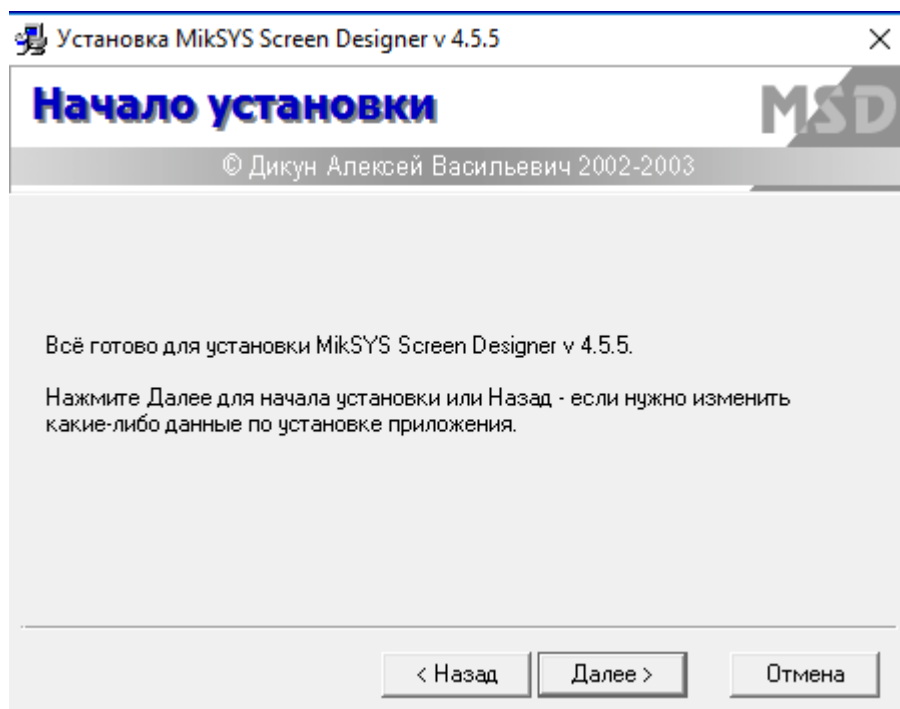 Установка MikSYS Screen Designer v 4.5.5
Начало установки
MSD
© Дикун Алексей Васильевич 2002-2003
Всё готово для установки MikSYS Screen Designer v 4.5.5.
Нажмите Далее для начала установки или Назад - если нужно изменить
какие-либо данные по установке приложения.
< Назад
Далее >
Отмена